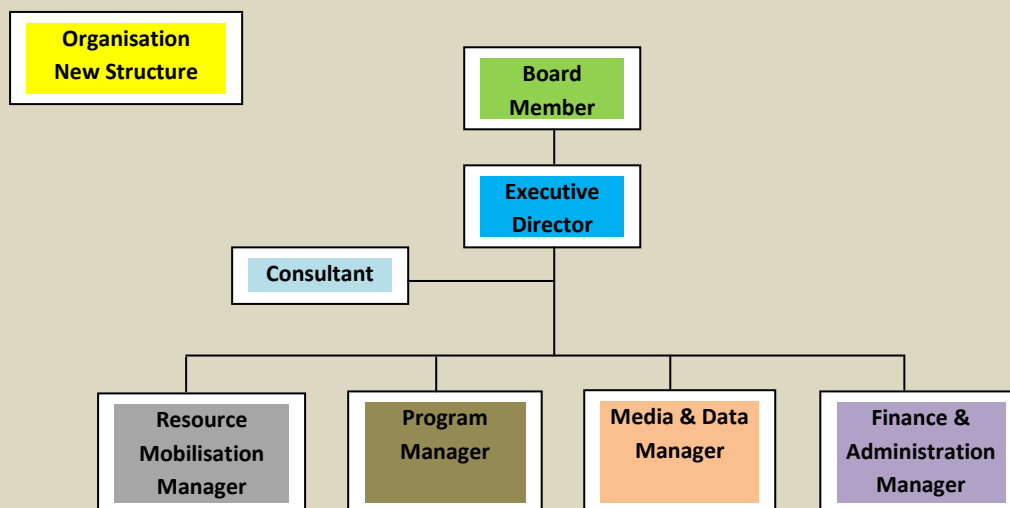 Organisation
New Structure
Board
Member
Executive
Director
Consultant
Resource
Mobilisation
Manager
Program
Manager
Media & Data
Manager
Finance &
Administration
Manager